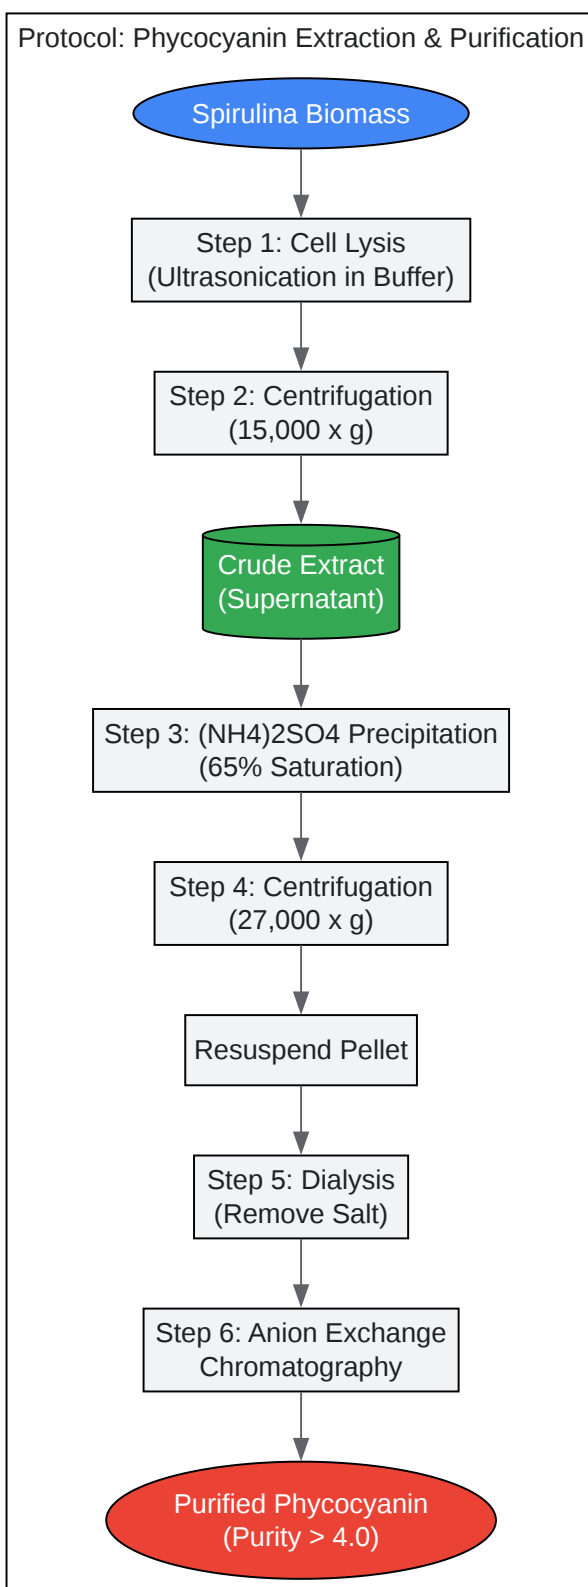 Protocol: Phycocyanin Extraction & Purification
Spirulina Biomass
Step 1: Cell Lysis
(Ultrasonication in Buffer)
Step 2: Centrifugation
(15,000 x g)
Crude Extract
(Supernatant)
Step 3: (NH4)2SO4 Precipitation
(65% Saturation)
Step 4: Centrifugation
(27,000 x g)
Resuspend Pellet
Step 5: Dialysis
(Remove Salt)
Step 6: Anion Exchange
Chromatography
Purified Phycocyanin
(Purity > 4.0)